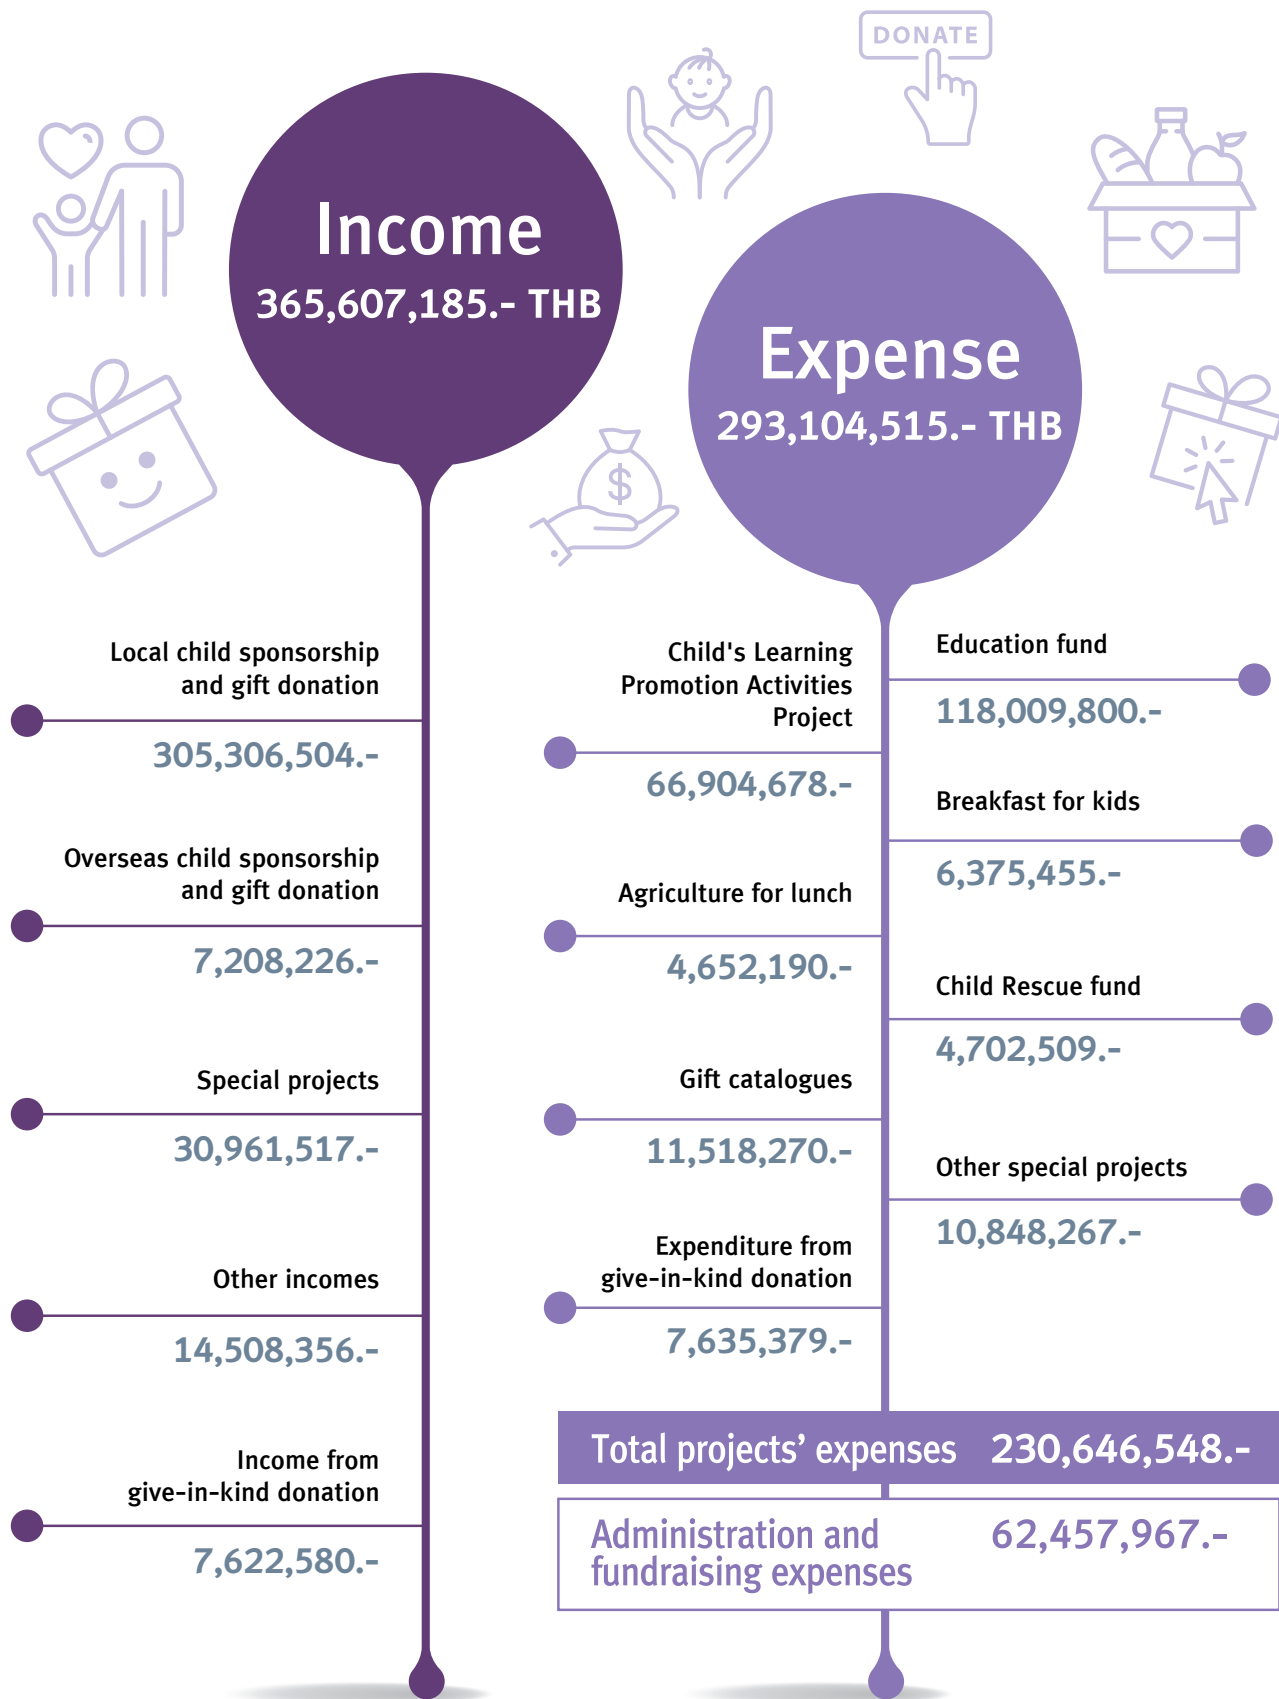 DONATE
Income
365,607,185.- THB
Expense
293,104,515.- THB
Local child sponsorship
and gift donation
305,306,504.-
Overseas child sponsorship
and gift donation
7,208,226.-
Special projects
30,961,517.-
Other incomes
14,508,356.-
Income from
give-in-kind donation
7,622,580.-
Child's Learning
Promotion Activities
Project
66,904,678.-
Agriculture for lunch
4,652,190.-
Gift catalogues
11,518,270.-
Expenditure from
give-in-kind donation
7,635,379.-
Education fund
118,009,800.-
Breakfast for kids
6,375,455.-
Child Rescue fund
4,702,509.-
Other special projects
10,848,267.-
Total projects’ expenses 230,646,548.-
Administration and 62,457,967.-
fundraising expenses
$